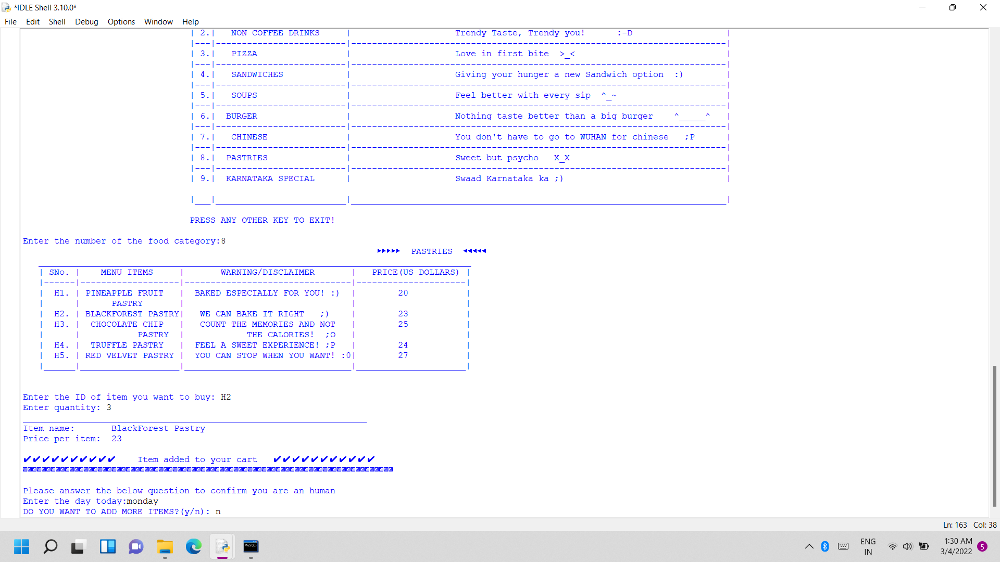 *IDLE Shell 3.10.0*
File Edit Shell Debug Options Window Help
| 2.| NON COFFEE DRINKS | Trendy Taste, Trendy you! :-D |
|---|-------------------------|------------------------------------------------------------------------|
| 3.| PIZZA | Love in first bite >_< |
|---|-------------------------|------------------------------------------------------------------------|
| 4.| SANDWICHES | Giving your hunger a new Sandwich option :) |
|---|-------------------------|------------------------------------------------------------------------|
| 5.| SOUPS | Feel better with every sip ^_~ |
|---|-------------------------|------------------------------------------------------------------------|
| 6.| BURGER | Nothing taste better than a big burger ^_____^ |
|---|-------------------------|------------------------------------------------------------------------|
| 7.| CHINESE | You don't have to go to WUHAN for chinese ;P |
|---|-------------------------|------------------------------------------------------------------------|
| 8.| PASTRIES | Sweet but psycho X_X |
|---|-------------------------|------------------------------------------------------------------------|
| 9.| KARNATAKA SPECIAL | Swaad Karnataka ka ;) |
|___|_________________________|________________________________________________________________________|
PRESS ANY OTHER KEY TO EXIT!
Enter the number of the food category:8
►►►►► PASTRIES ◄◄◄◄◄
| SNo. | MENU ITEMS | WARNING/DISCLAIMER | PRICE(US DOLLARS) |
|------|-------------------|--------------------------------|---------------------|
| H1. | PINEAPPLE FRUIT | BAKED ESPECIALLY FOR YOU! :) | 20 |
| | PASTRY | | |
| H2. | BLACKFOREST PASTRY| WE CAN BAKE IT RIGHT ;) | 23 |
| H3. | CHOCOLATE CHIP | COUNT THE MEMORIES AND NOT | 25 |
| | PASTRY | THE CALORIES! ;O | |
| H4. | TRUFFLE PASTRY | FEEL A SWEET EXPERIENCE! ;P | 24 |
| H5. | RED VELVET PASTRY | YOU CAN STOP WHEN YOU WANT! :0| 27 |
|______|___________________|________________________________|_____________________|
Enter the ID of item you want to buy: H2
Enter quantity: 3
__________________________________________________________________
Item name: BlackForest Pastry
Price per item: 23
✔✔✔✔✔✔✔✔✔✔ Item added to your cart ✔✔✔✔✔✔✔✔✔✔✔
Please answer the below question to confirm you are an human
Enter the day today:monday
DO YOU WANT TO ADD MORE ITEMS?(y/n): n
Ln: 163 Col: 38
MySQL
ENG
IN
1:30 AM
3/4/2022
5